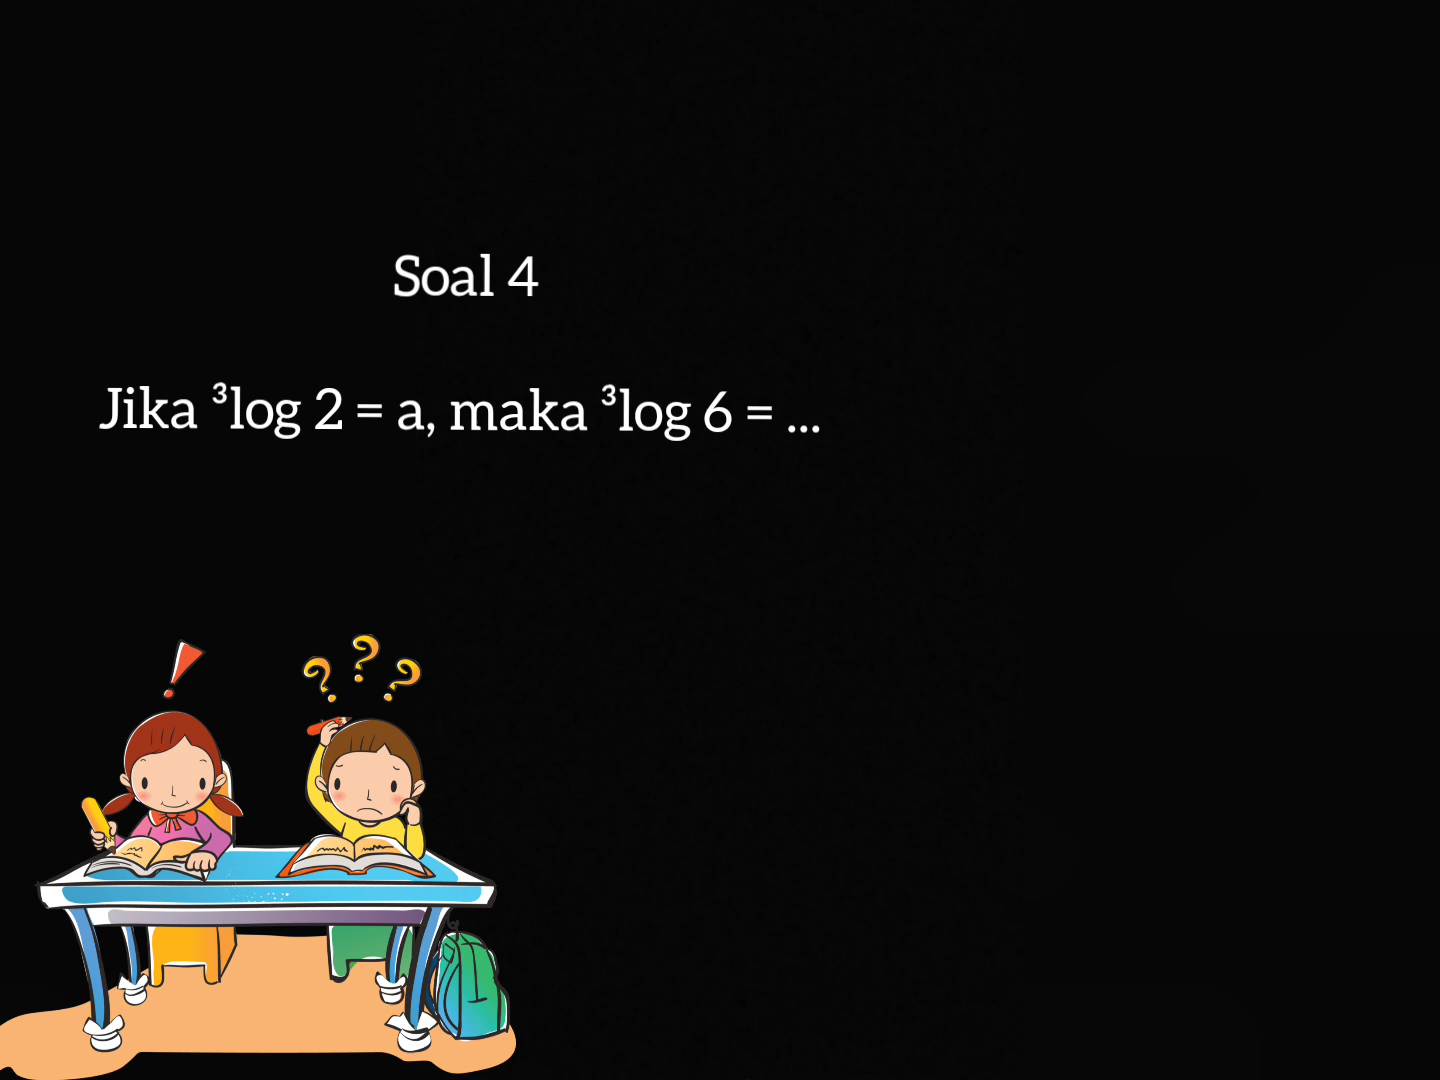 Soal 4
Jika ³log 2 = a, maka ³log 6 = ...